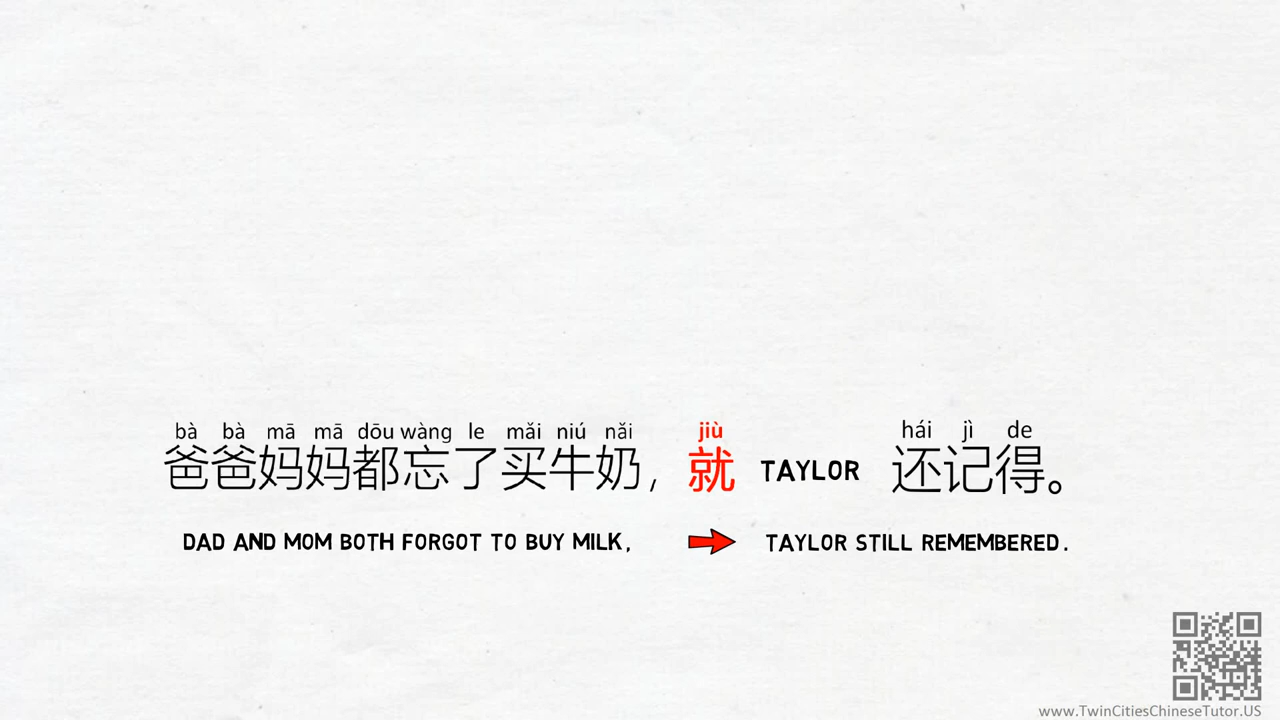 bà bà mā mā dōu wàng le mǎi niú nǎi jiù hái jì de
爸爸妈妈都忘了买牛奶，就 TAYLOR 还记得。
DAD AND MOM BOTH FORGOT TO BUY MILK, TAYLOR STILL REMEMBERED.
www.TwinCitiesChineseTutor.US